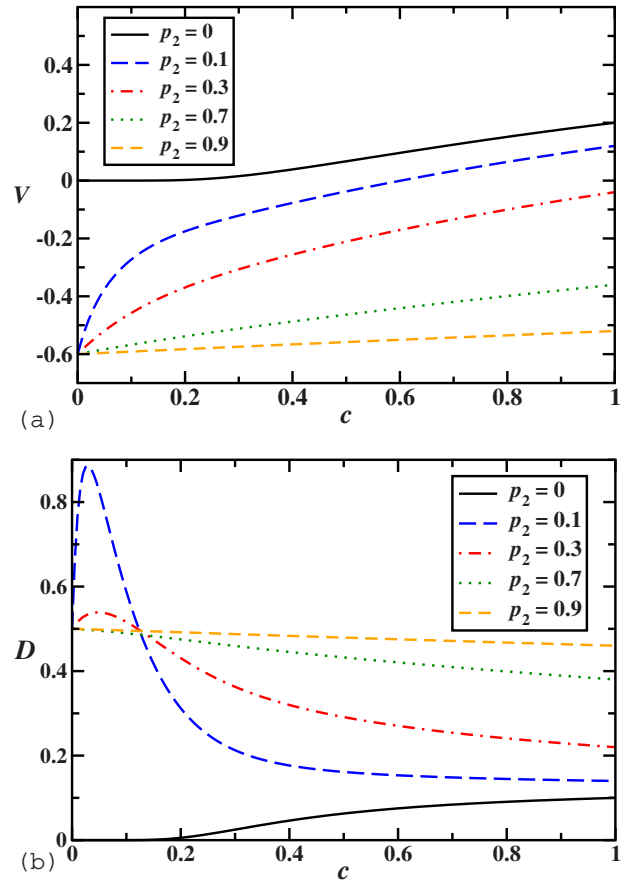 p₂ = 0
p₂ = 0.1
p₂ = 0.3
p₂ = 0.7
p₂ = 0.9
0.4
0.2
0
-0.2
-0.4
-0.6
V
0 0.2 0.4 0.6 0.8 1
c
(a)
p₂ = 0
p₂ = 0.1
p₂ = 0.3
p₂ = 0.7
p₂ = 0.9
0.8
0.6
0.4
0.2
0
D
0 0.2 0.4 0.6 0.8 1
c
(b)